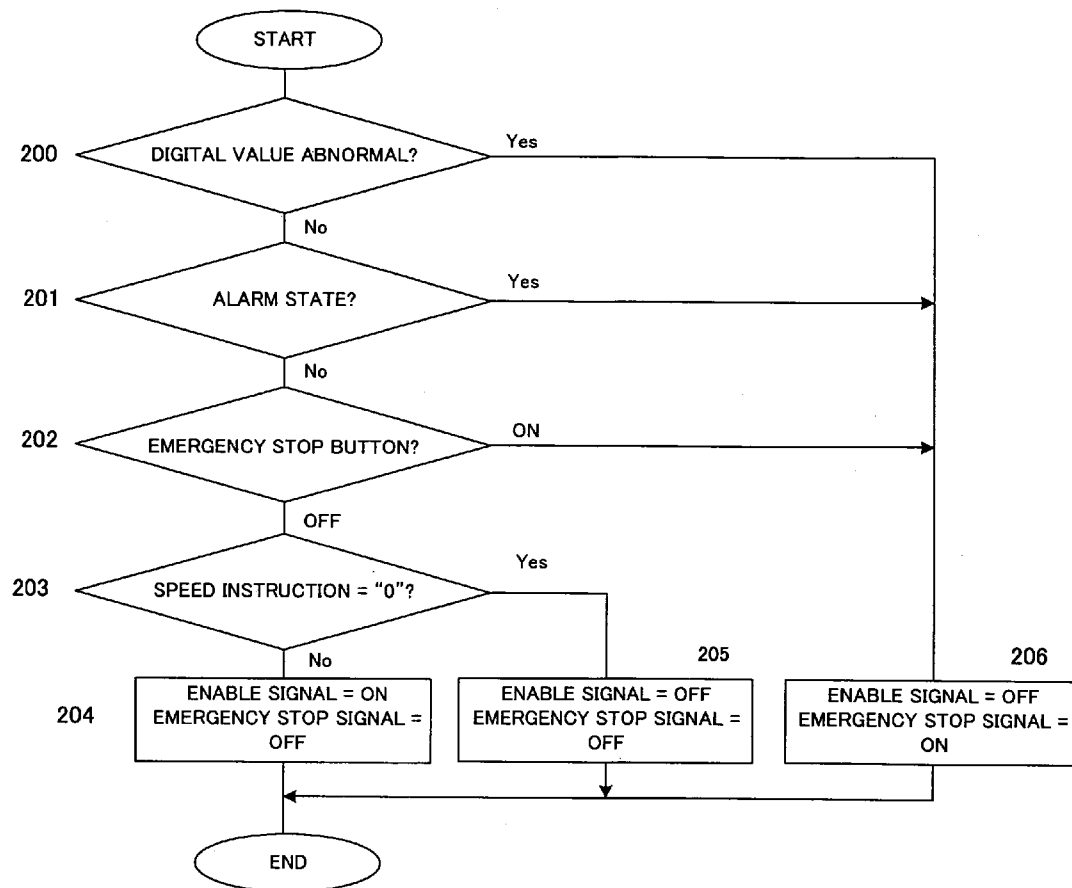 START
200
DIGITAL VALUE ABNORMAL?
Yes
No
201
ALARM STATE?
Yes
No
202
EMERGENCY STOP BUTTON?
ON
OFF
203
SPEED INSTRUCTION = “0”?
Yes
No
204
ENABLE SIGNAL = ON
EMERGENCY STOP SIGNAL =
OFF
205
ENABLE SIGNAL = OFF
EMERGENCY STOP SIGNAL =
OFF
206
ENABLE SIGNAL = OFF
EMERGENCY STOP SIGNAL =
ON
END